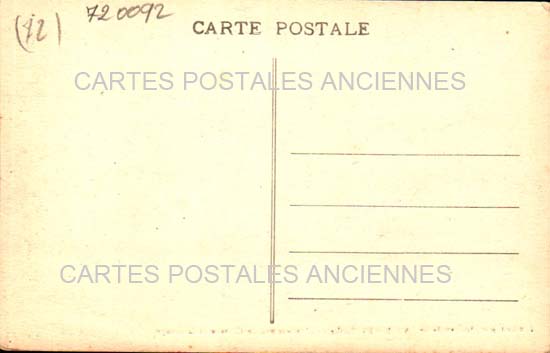 (72) 720092
CARTE POSTALE
CARTES POSTALES ANCIENNES
CARTES POSTALES ANCIENNES